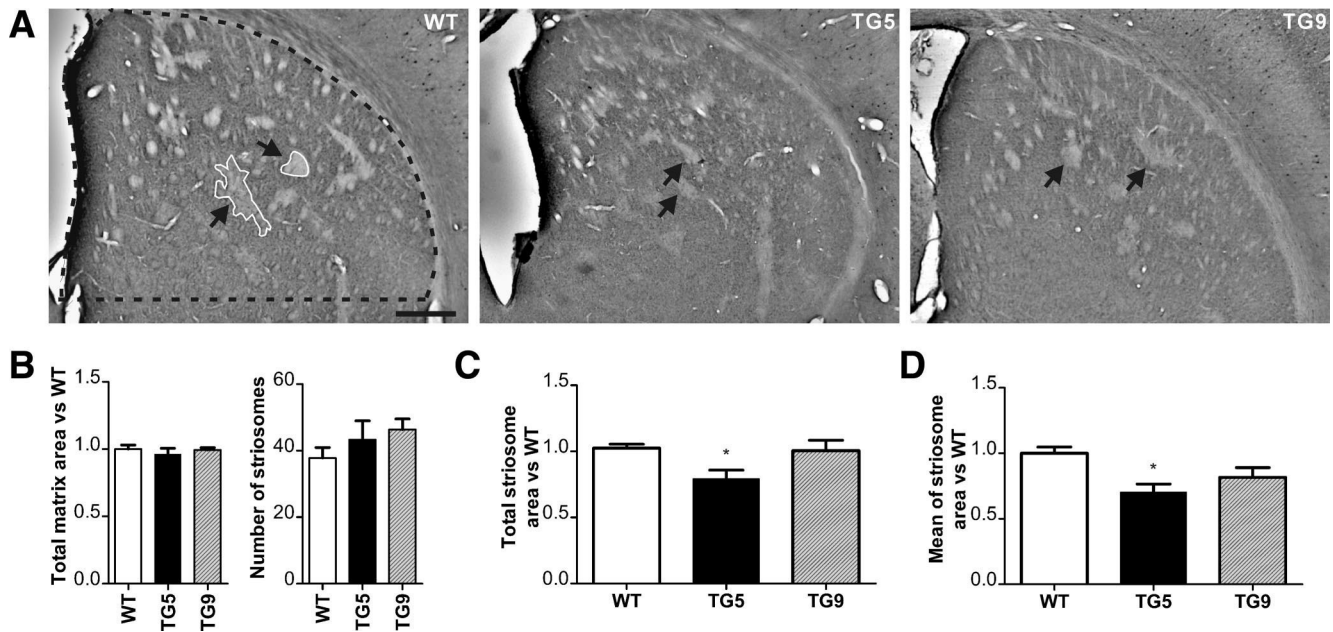 A
WT
TG5
TG9
B
Total matrix area vs WT
1.5
1.0
0.5
0.0
WT
TG5
TG9
Number of striosomes
60
40
20
0
WT
TG5
TG9
C
Total striosome
area vs WT
1.5
1.0
0.5
0.0
*
WT
TG5
TG9
D
Mean of striosome
area vs WT
1.5
1.0
0.5
0.0
*
WT
TG5
TG9